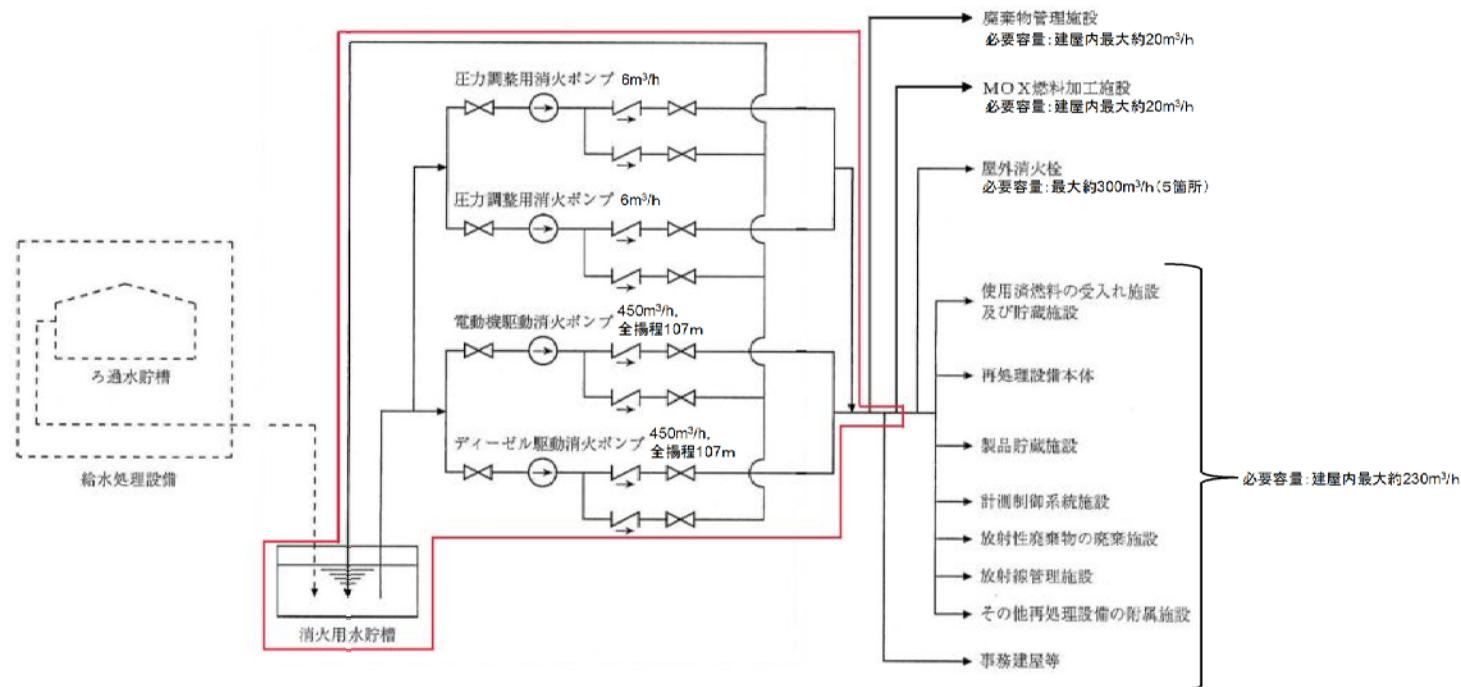 廃棄物管理施設
必要容量：建屋内最大約20m³/h
圧力調整用消火ポンプ 6m³/h
MOX燃料加工施設
必要容量：建屋内最大約20m³/h
屋外消火栓
必要容量：最大約300m³/h（5箇所）
圧力調整用消火ポンプ 6m³/h
使用済燃料の受入れ施設
及び貯蔵施設
電動機駆動消火ポンプ 450m³/h，
全揚程107m
ろ過水貯槽
再処理設備本体
ディーゼル駆動消火ポンプ 450m³/h，
全揚程107m
製品貯蔵施設
給水処理設備
必要容量：建屋内最大約230m³/h
計測制御系統施設
放射性廃棄物の廃棄施設
放射線管理施設
その他再処理設備の附属施設
消火用水貯槽
事務建屋等